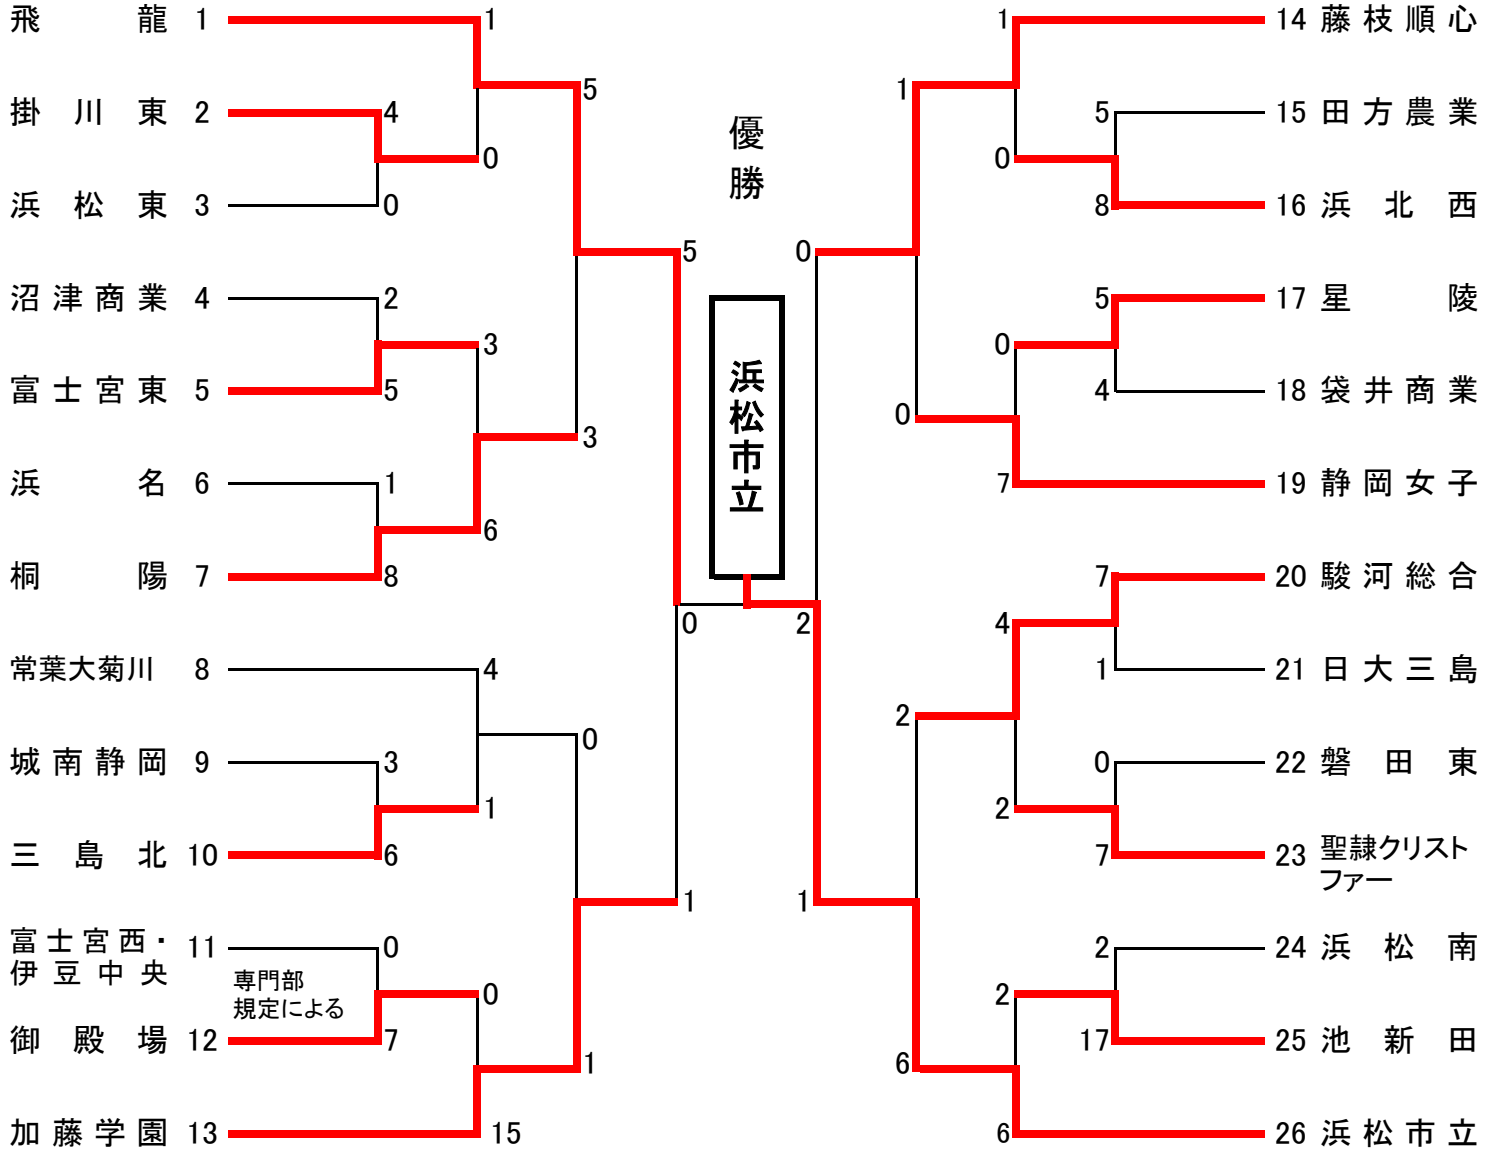 飛龍 1
1
5
掛川東 2
4
0
浜松東 3
0
5
沼津商業 4
2
3
富士宮東 5
5
3
浜名 6
1
6
桐陽 7
8
0
常葉大菊川 8
4
0
城南静岡 9
3
1
三島北 10
6
1
富士宮西・
伊豆中央 11
0
専門部
規定による
0
御殿場 12
7
1
加藤学園 13
15
優勝
浜松市立
14 藤枝順心
1
1
15 田方農業
5
0
16 浜北西
8
0
17 星陵
5
0
18 袋井商業
4
0
19 静岡女子
7
20 駿河総合
7
2
4
21 日大三島
1
2
22 磐田東
0
2
23 聖隷クリスト
ファー
7
1
24 浜松南
2
2
25 池新田
17
6
26 浜松市立
6